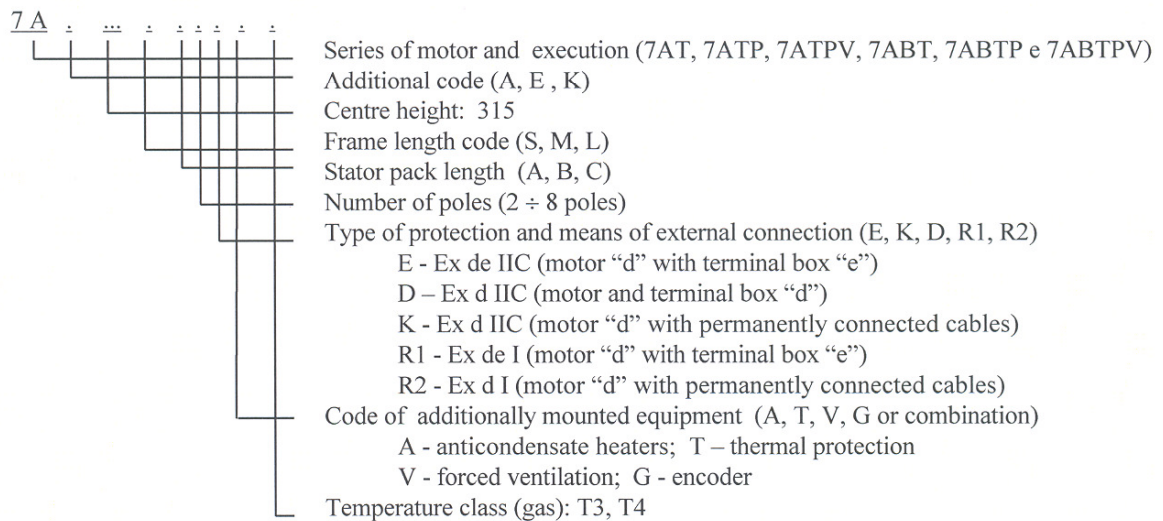 7 A . ... . . . . . .
Series of motor and execution (7AT, 7ATP, 7ATPV, 7ABT, 7ABTP e 7ABTPV)
Additional code (A, E , K)
Centre height: 315
Frame length code (S, M, L)
Stator pack length (A, B, C)
Number of poles (2 ÷ 8 poles)
Type of protection and means of external connection (E, K, D, R1, R2)
E - Ex de IIC (motor “d” with terminal box “e”)
D – Ex d IIC (motor and terminal box “d”)
K - Ex d IIC (motor “d” with permanently connected cables)
R1 - Ex de I (motor “d” with terminal box “e”)
R2 - Ex d I (motor “d” with permanently connected cables)
Code of additionally mounted equipment (A, T, V, G or combination)
A - anticondensate heaters; T – thermal protection
V - forced ventilation; G - encoder
Temperature class (gas): T3, T4